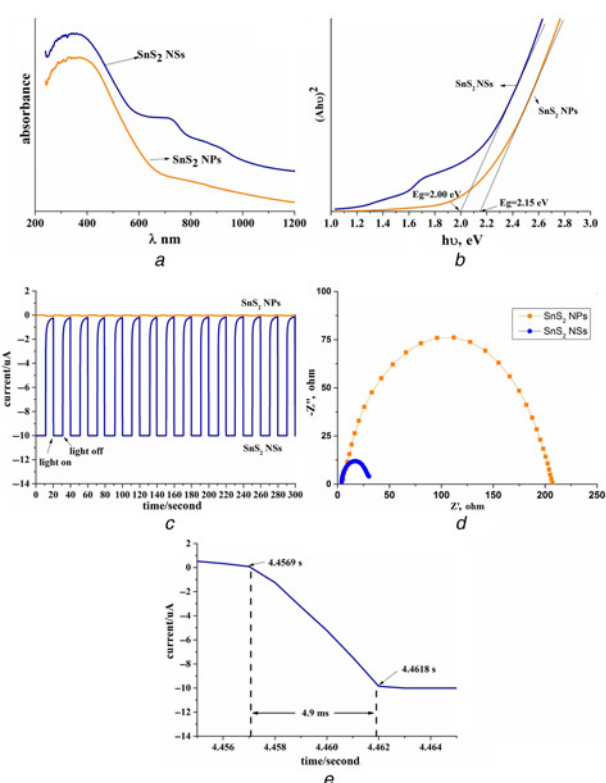 absorbance
SnS2 NSs
SnS2 NPs
200 400 600 800 1000 1200
λ nm
a
(Ahυ)2
SnS2 NSs
SnS2 NPs
Eg=2.00 eV
Eg=2.15 eV
1.0 1.2 1.4 1.6 1.8 2.0 2.2 2.4 2.6 2.8 3.0
hυ, eV
b
current/uA
2
0
−2
−4
−6
−8
−10
−12
−14
SnS2 NPs
SnS2 NSs
light on
light off
0 20 40 60 80 100 120 140 160 180 200 220 240 260 280 300
time/second
c
-Z'', ohm
100
75
50
25
0
SnS2 NPs
SnS2 NSs
0 50 100 150 200 250
Z', ohm
d
current/uA
2
0
−2
−4
−6
−8
−10
−12
−14
4.4569 s
4.4618 s
4.9 ms
4.456 4.458 4.460 4.462 4.464
time/second
e